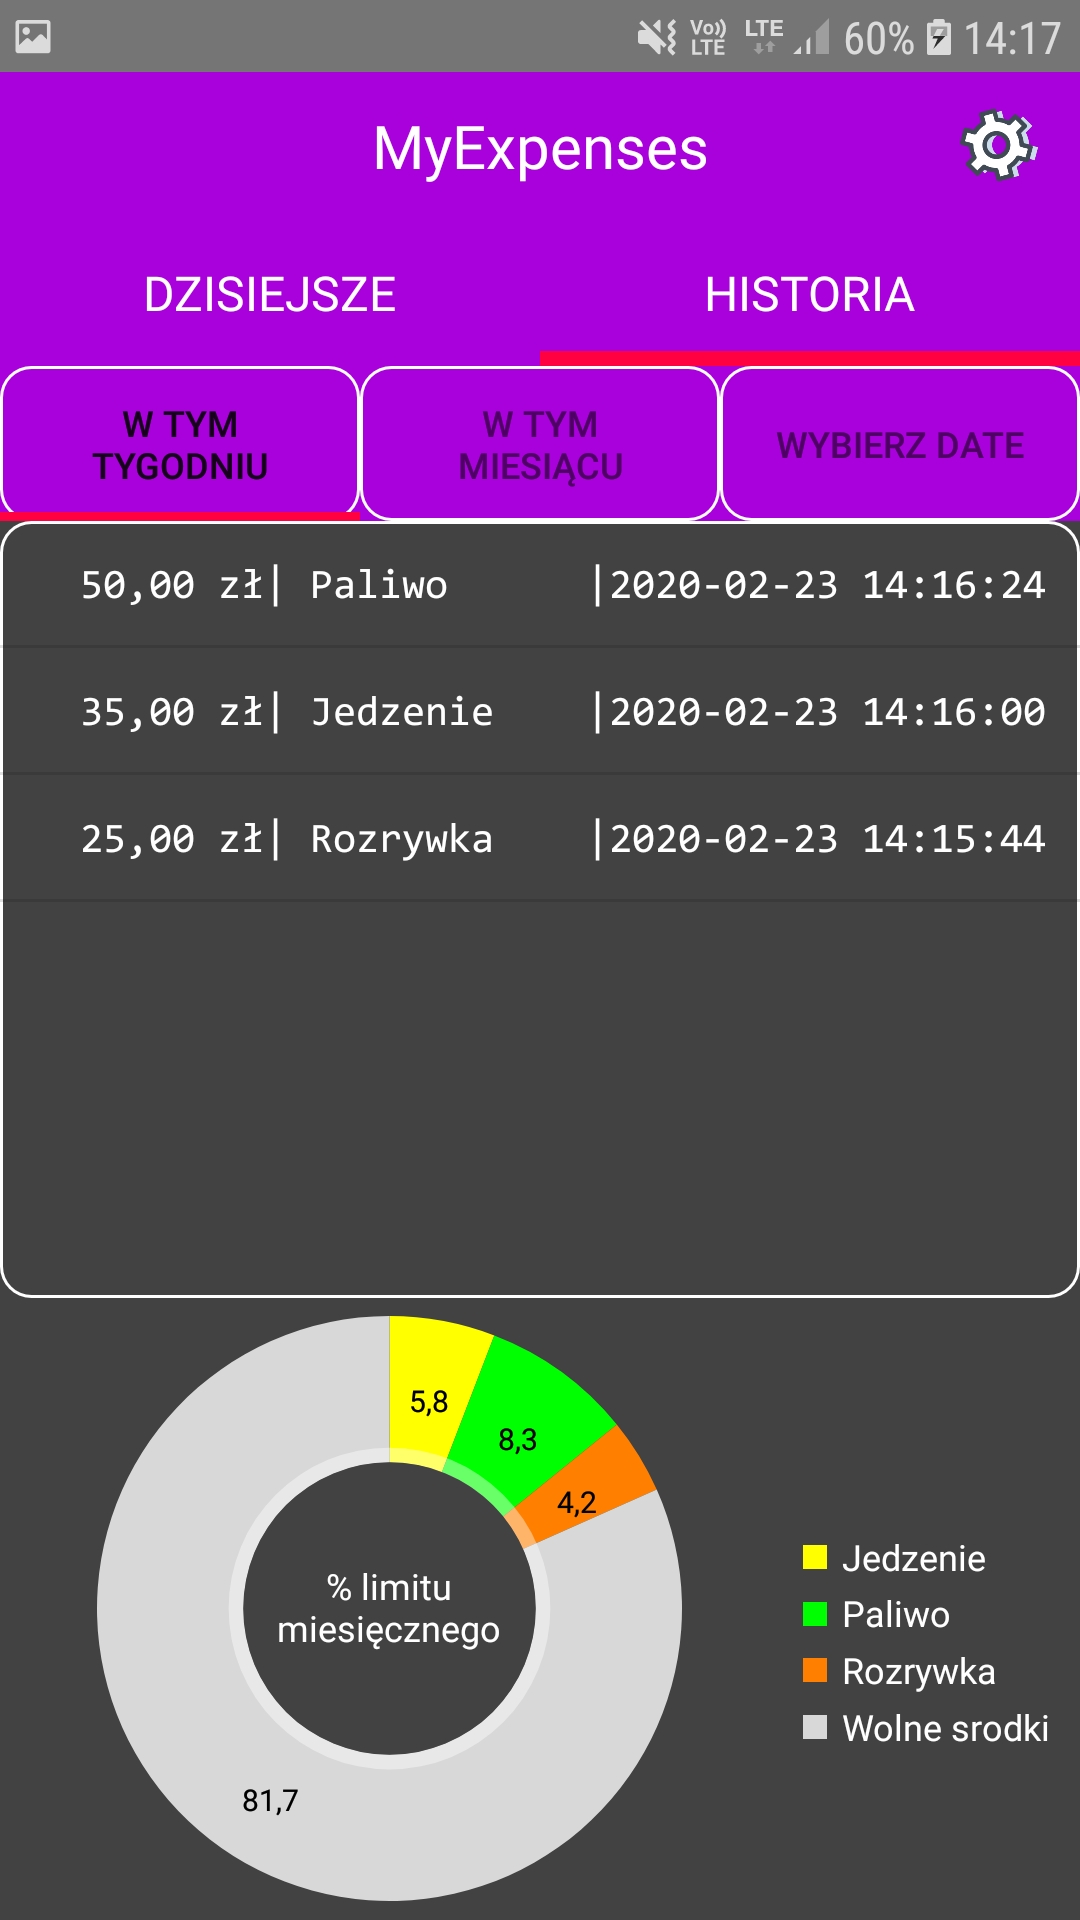 Vo)) LTE LTE 60% 14:17
MyExpenses
DZISIEJSZE HISTORIA
W TYM
TYGODNIU
W TYM
MIESIĄCU
WYBIERZ DATE
50,00 zł| Paliwo |2020-02-23 14:16:24
35,00 zł| Jedzenie |2020-02-23 14:16:00
25,00 zł| Rozrywka |2020-02-23 14:15:44
5,8
8,3
4,2
% limitu
miesięcznego
81,7
Jedzenie
Paliwo
Rozrywka
Wolne srodki